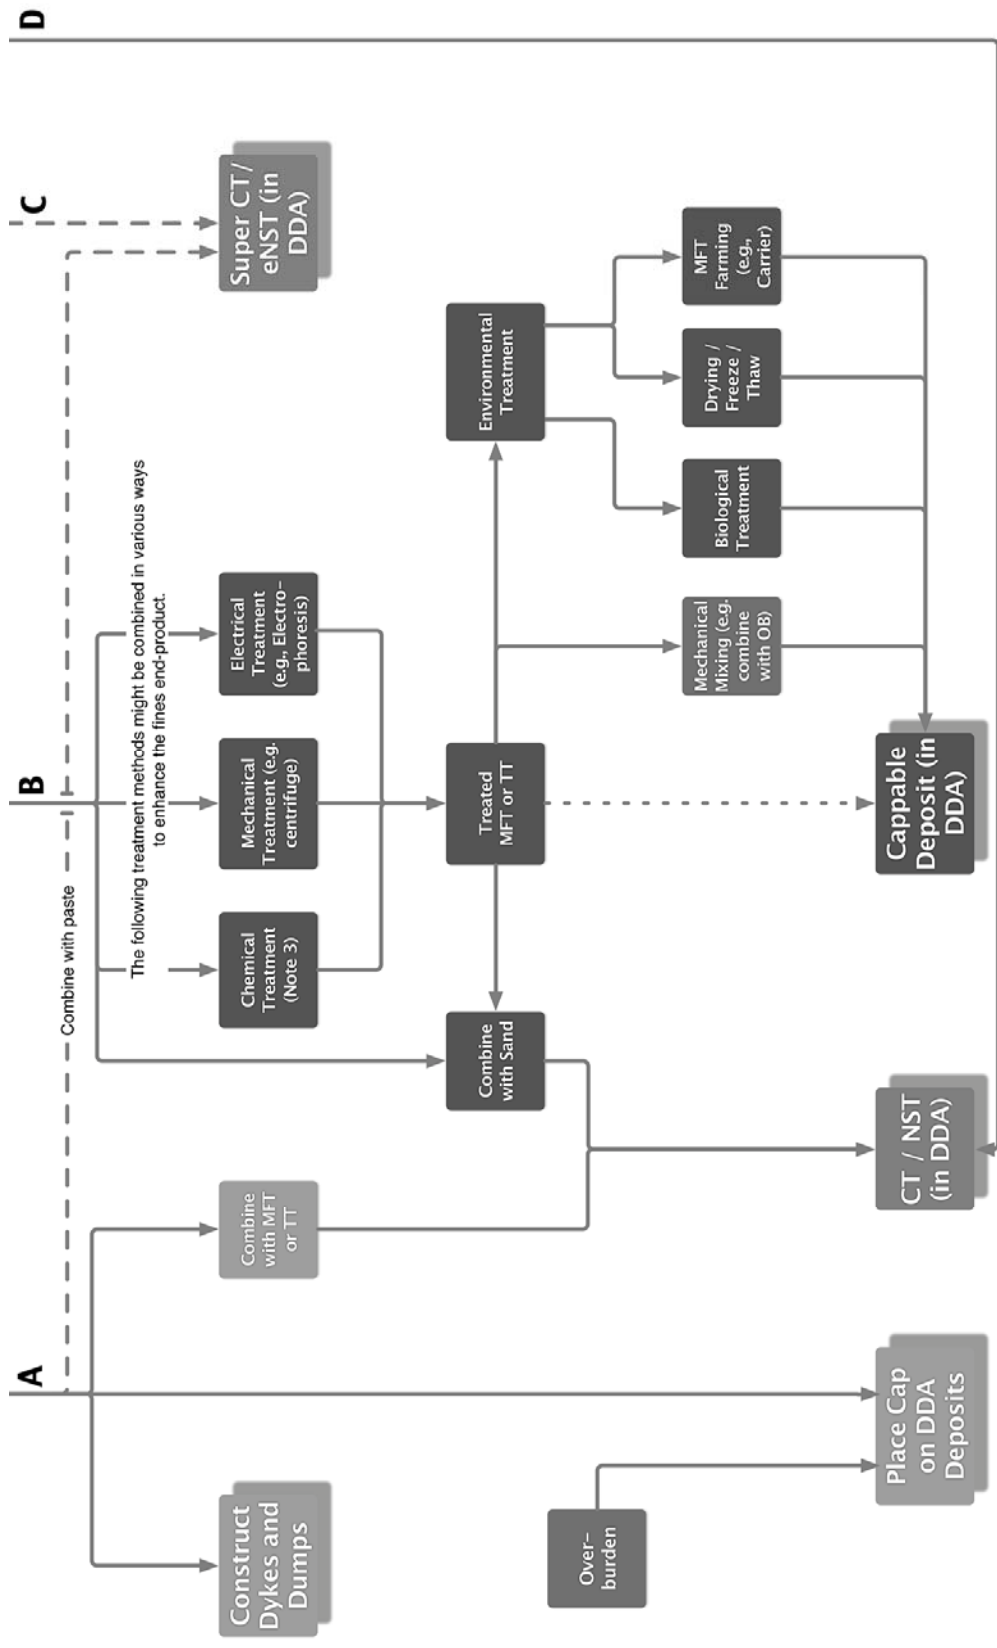 A
B
C
D
Combine with paste
The following treatment methods might be combined in various ways
to enhance the fines end-product.
Construct
Dykes and
Dumps
Combine
with MFT
or TT
Chemical
Treatment
(Note 3)
Mechanical
Treatment (e.g.
centrifuge)
Electrical
Treatment
(e.g., Electro-
phoresis)
Super CT/
eNST (in
DDA)
Combine
with Sand
Treated
MFT or TT
Environmental
Treatment
Over-
burden
Mechanical
Mixing (e.g.
combine
with OB)
Biological
Treatment
Drying /
Freeze /
Thaw
MFT
Farming
(e.g.,
Carrier)
Place Cap
on DDA
Deposits
CT / NST
(in DDA)
Cappable
Deposit (in
DDA)